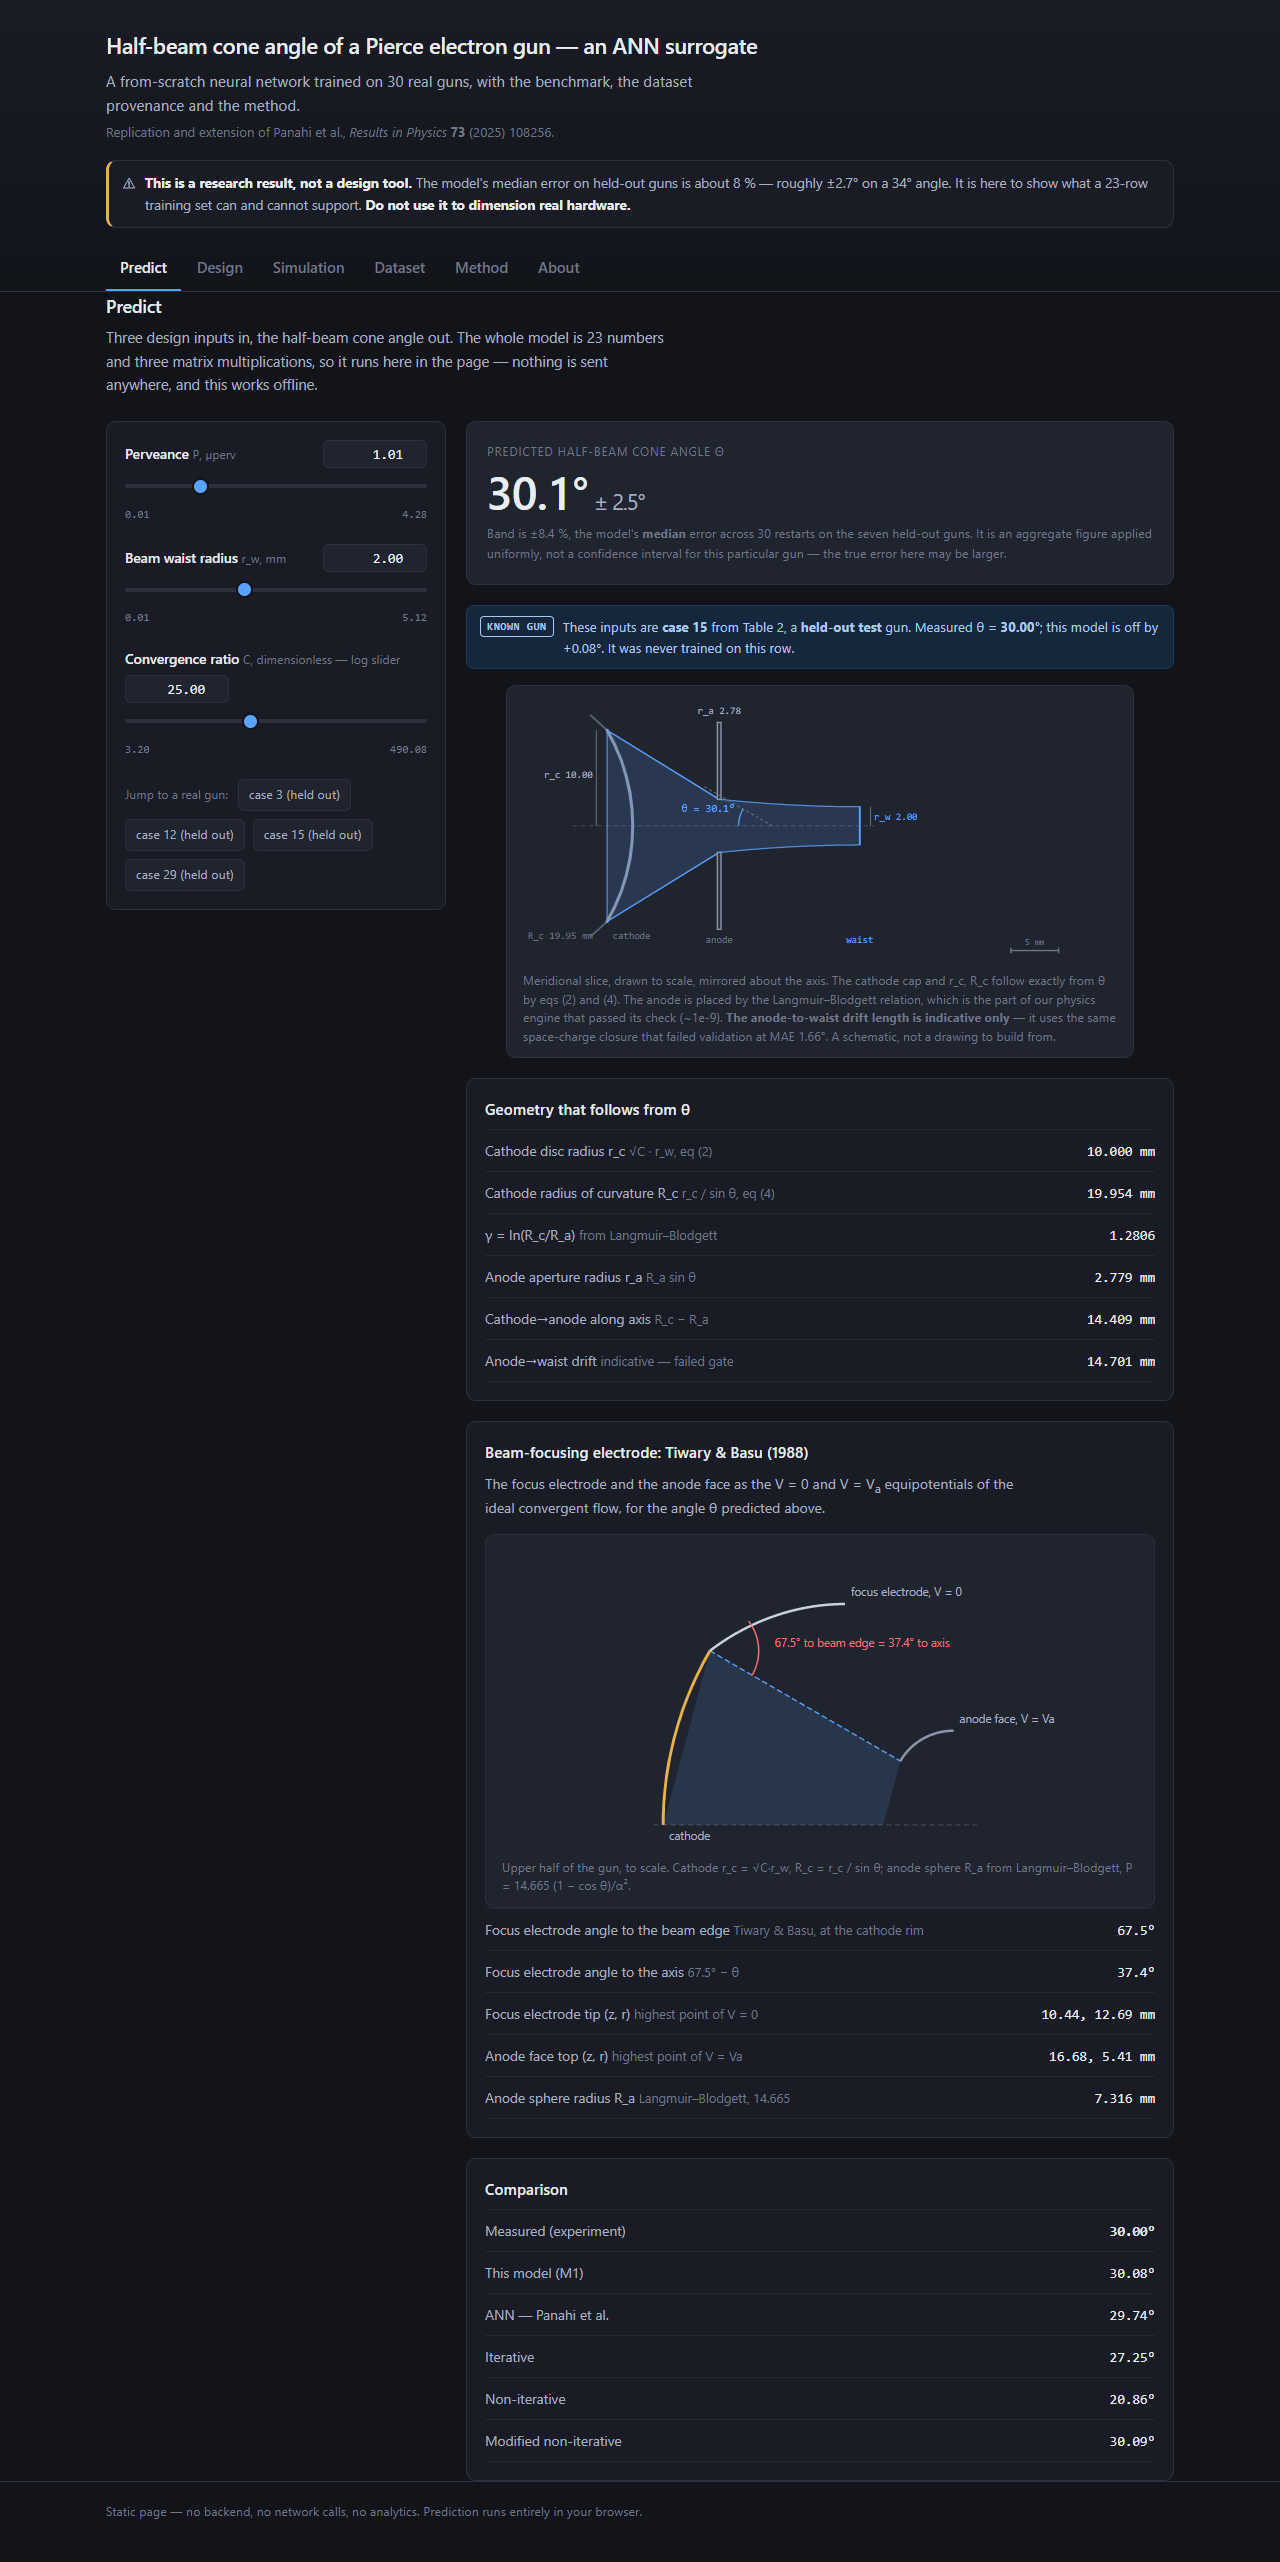 Half-beam cone angle of a Pierce electron gun — an ANN surrogate
A from-scratch neural network trained on 30 real guns, with the benchmark, the dataset
provenance and the method.
Replication and extension of Panahi et al., Results in Physics 73 (2025) 108256.
⚠ This is a research result, not a design tool. The model's median error on held-out guns is about 8 % — roughly ±2.7° on a 34° angle. It is here to show what a 23-row
training set can and cannot support. Do not use it to dimension real hardware.
Predict Design Simulation Dataset Method About
Predict
Three design inputs in, the half-beam cone angle out. The whole model is 23 numbers
and three matrix multiplications, so it runs here in the page — nothing is sent
anywhere, and this works offline.
Perveance P, μperv 1.01
0.01 4.28
Beam waist radius r_w, mm 2.00
0.01 5.12
Convergence ratio C, dimensionless — log slider
25.00
3.20 490.08
Jump to a real gun: case 3 (held out)
case 12 (held out) case 15 (held out)
case 29 (held out)
PREDICTED HALF-BEAM CONE ANGLE Θ
30.1° ± 2.5°
Band is ±8.4 %, the model's median error across 30 restarts on the seven held-out guns. It is an aggregate figure applied
uniformly, not a confidence interval for this particular gun — the true error here may be larger.
KNOWN GUN These inputs are case 15 from Table 2, a held-out test gun. Measured θ = 30.00°; this model is off by
+0.08°. It was never trained on this row.
r_a 2.78
r_c 10.00
θ = 30.1°
r_w 2.00
R_c 19.95 mm cathode
anode
waist
5 mm
Meridional slice, drawn to scale, mirrored about the axis. The cathode cap and r_c, R_c follow exactly from θ
by eqs (2) and (4). The anode is placed by the Langmuir–Blodgett relation, which is the part of our physics
engine that passed its check (~1e-9). The anode-to-waist drift length is indicative only — it uses the same
space-charge closure that failed validation at MAE 1.66°. A schematic, not a drawing to build from.
Geometry that follows from θ
Cathode disc radius r_c √C · r_w, eq (2) 10.000 mm
Cathode radius of curvature R_c r_c / sin θ, eq (4) 19.954 mm
γ = ln(R_c/R_a) from Langmuir–Blodgett 1.2806
Anode aperture radius r_a R_a sin θ 2.779 mm
Cathode→anode along axis R_c − R_a 14.409 mm
Anode→waist drift indicative — failed gate 14.701 mm
Beam-focusing electrode: Tiwary & Basu (1988)
The focus electrode and the anode face as the V = 0 and V = Va equipotentials of the
ideal convergent flow, for the angle θ predicted above.
focus electrode, V = 0
67.5° to beam edge = 37.4° to axis
anode face, V = Va
cathode
Upper half of the gun, to scale. Cathode r_c = √C·r_w, R_c = r_c / sin θ; anode sphere R_a from Langmuir–Blodgett, P
= 14.665 (1 − cos θ)/α².
Focus electrode angle to the beam edge Tiwary & Basu, at the cathode rim 67.5°
Focus electrode angle to the axis 67.5° − θ 37.4°
Focus electrode tip (z, r) highest point of V = 0 10.44, 12.69 mm
Anode face top (z, r) highest point of V = Va 16.68, 5.41 mm
Anode sphere radius R_a Langmuir–Blodgett, 14.665 7.316 mm
Comparison
Measured (experiment) 30.00°
This model (M1) 30.08°
ANN — Panahi et al. 29.74°
Iterative 27.25°
Non-iterative 20.86°
Modified non-iterative 30.09°
Static page — no backend, no network calls, no analytics. Prediction runs entirely in your browser.